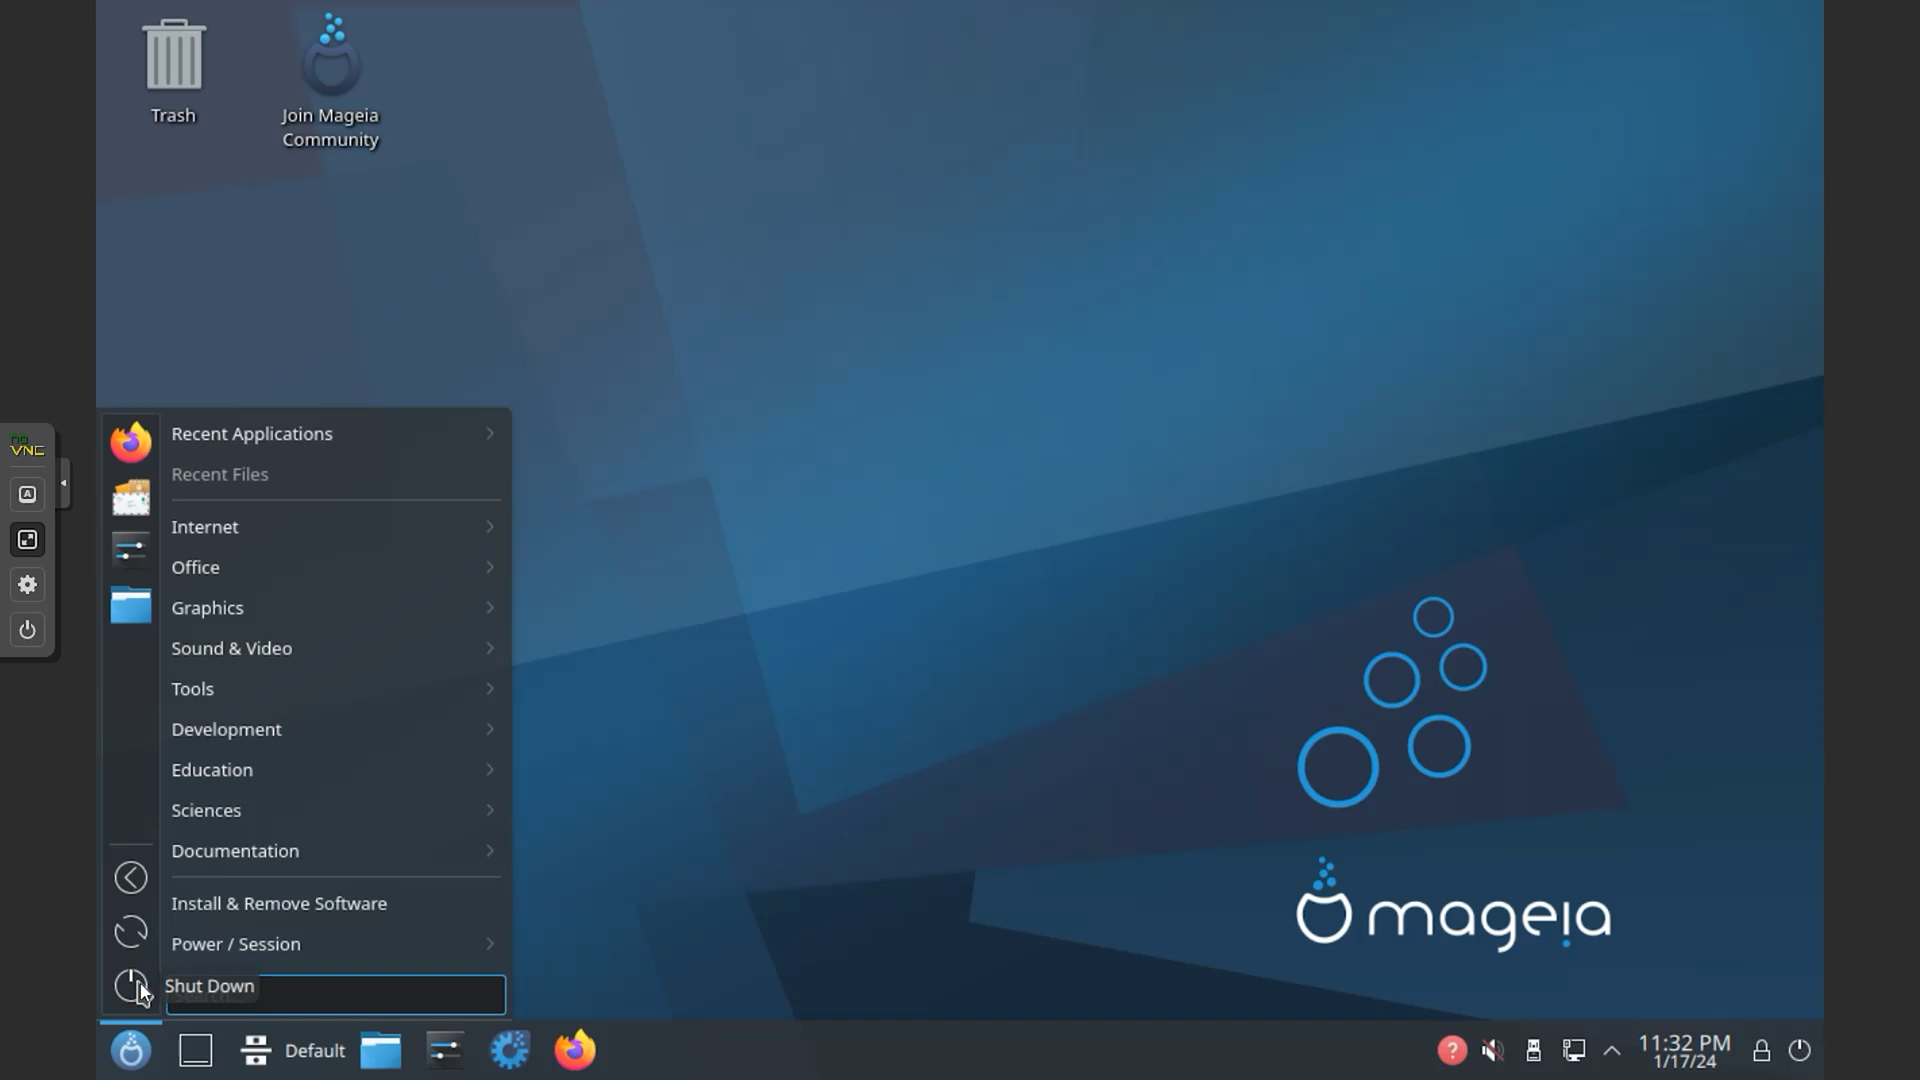 Trash
Join Mageia
Community
no
VNC
A
Recent Applications
Recent Files
Internet
Office
Graphics
Sound & Video
Tools
Development
Education
Sciences
Documentation
Install & Remove Software
Power / Session
Shut Down
mageia
Default
?
11:32 PM
1/17/24